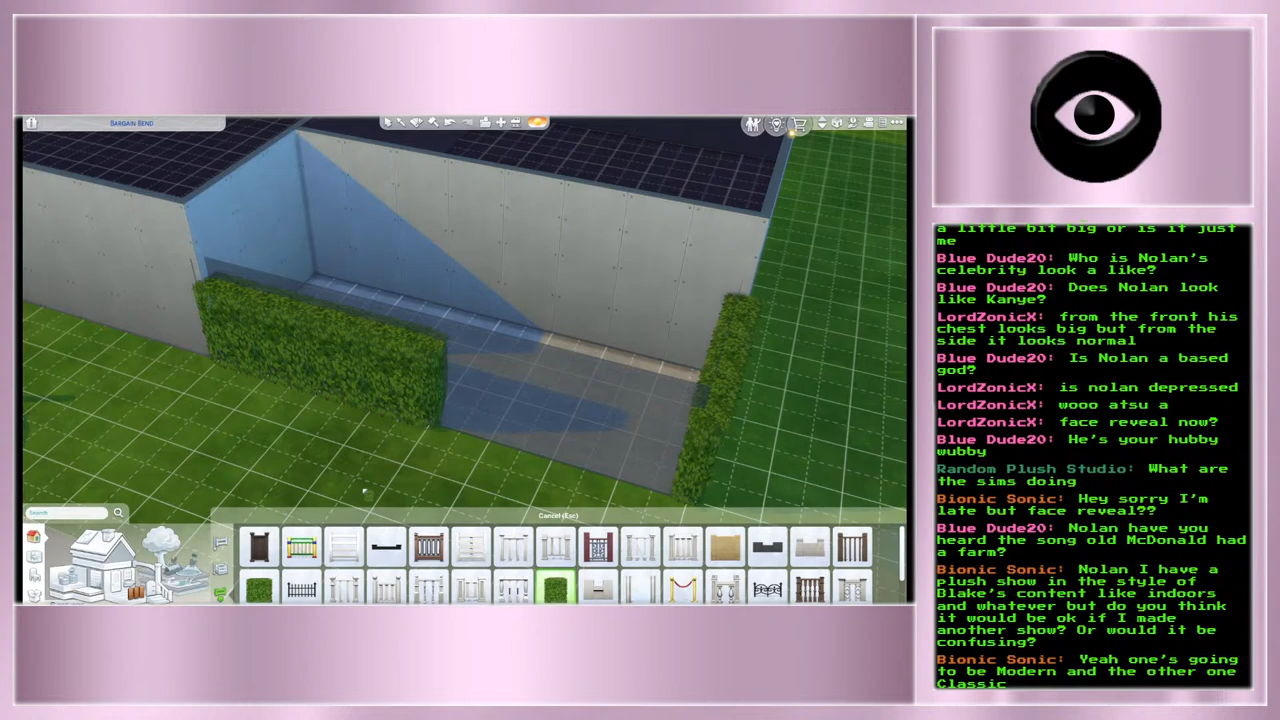 BARGAIN BEND
Cancel (Esc)
Search
a little bit big or is it just
me
Blue Dude20: Who is Nolan's
celebrity look a like?
Blue Dude20: Does Nolan look
like Kanye?
LordZonicX: from the front his
chest looks big but from the
side it looks normal
Blue Dude20: Is Nolan a based
god?
LordZonicX: is nolan depressed
LordZonicX: wooo atsu a
LordZonicX: face reveal now?
Blue Dude20: He's your hubby
wubby
Random Plush Studio: What are
the sims doing
Bionic Sonic: Hey sorry I'm
late but face reveal??
Blue Dude20: Nolan have you
heard the song old McDonald had
a farm?
Bionic Sonic: Nolan I have a
plush show in the style of
Blake's content like indoors
and whatever but do you think
it would be ok if I made
another show? Or would it be
confusing?
Bionic Sonic: Yeah one's going
to be Modern and the other one
Classic